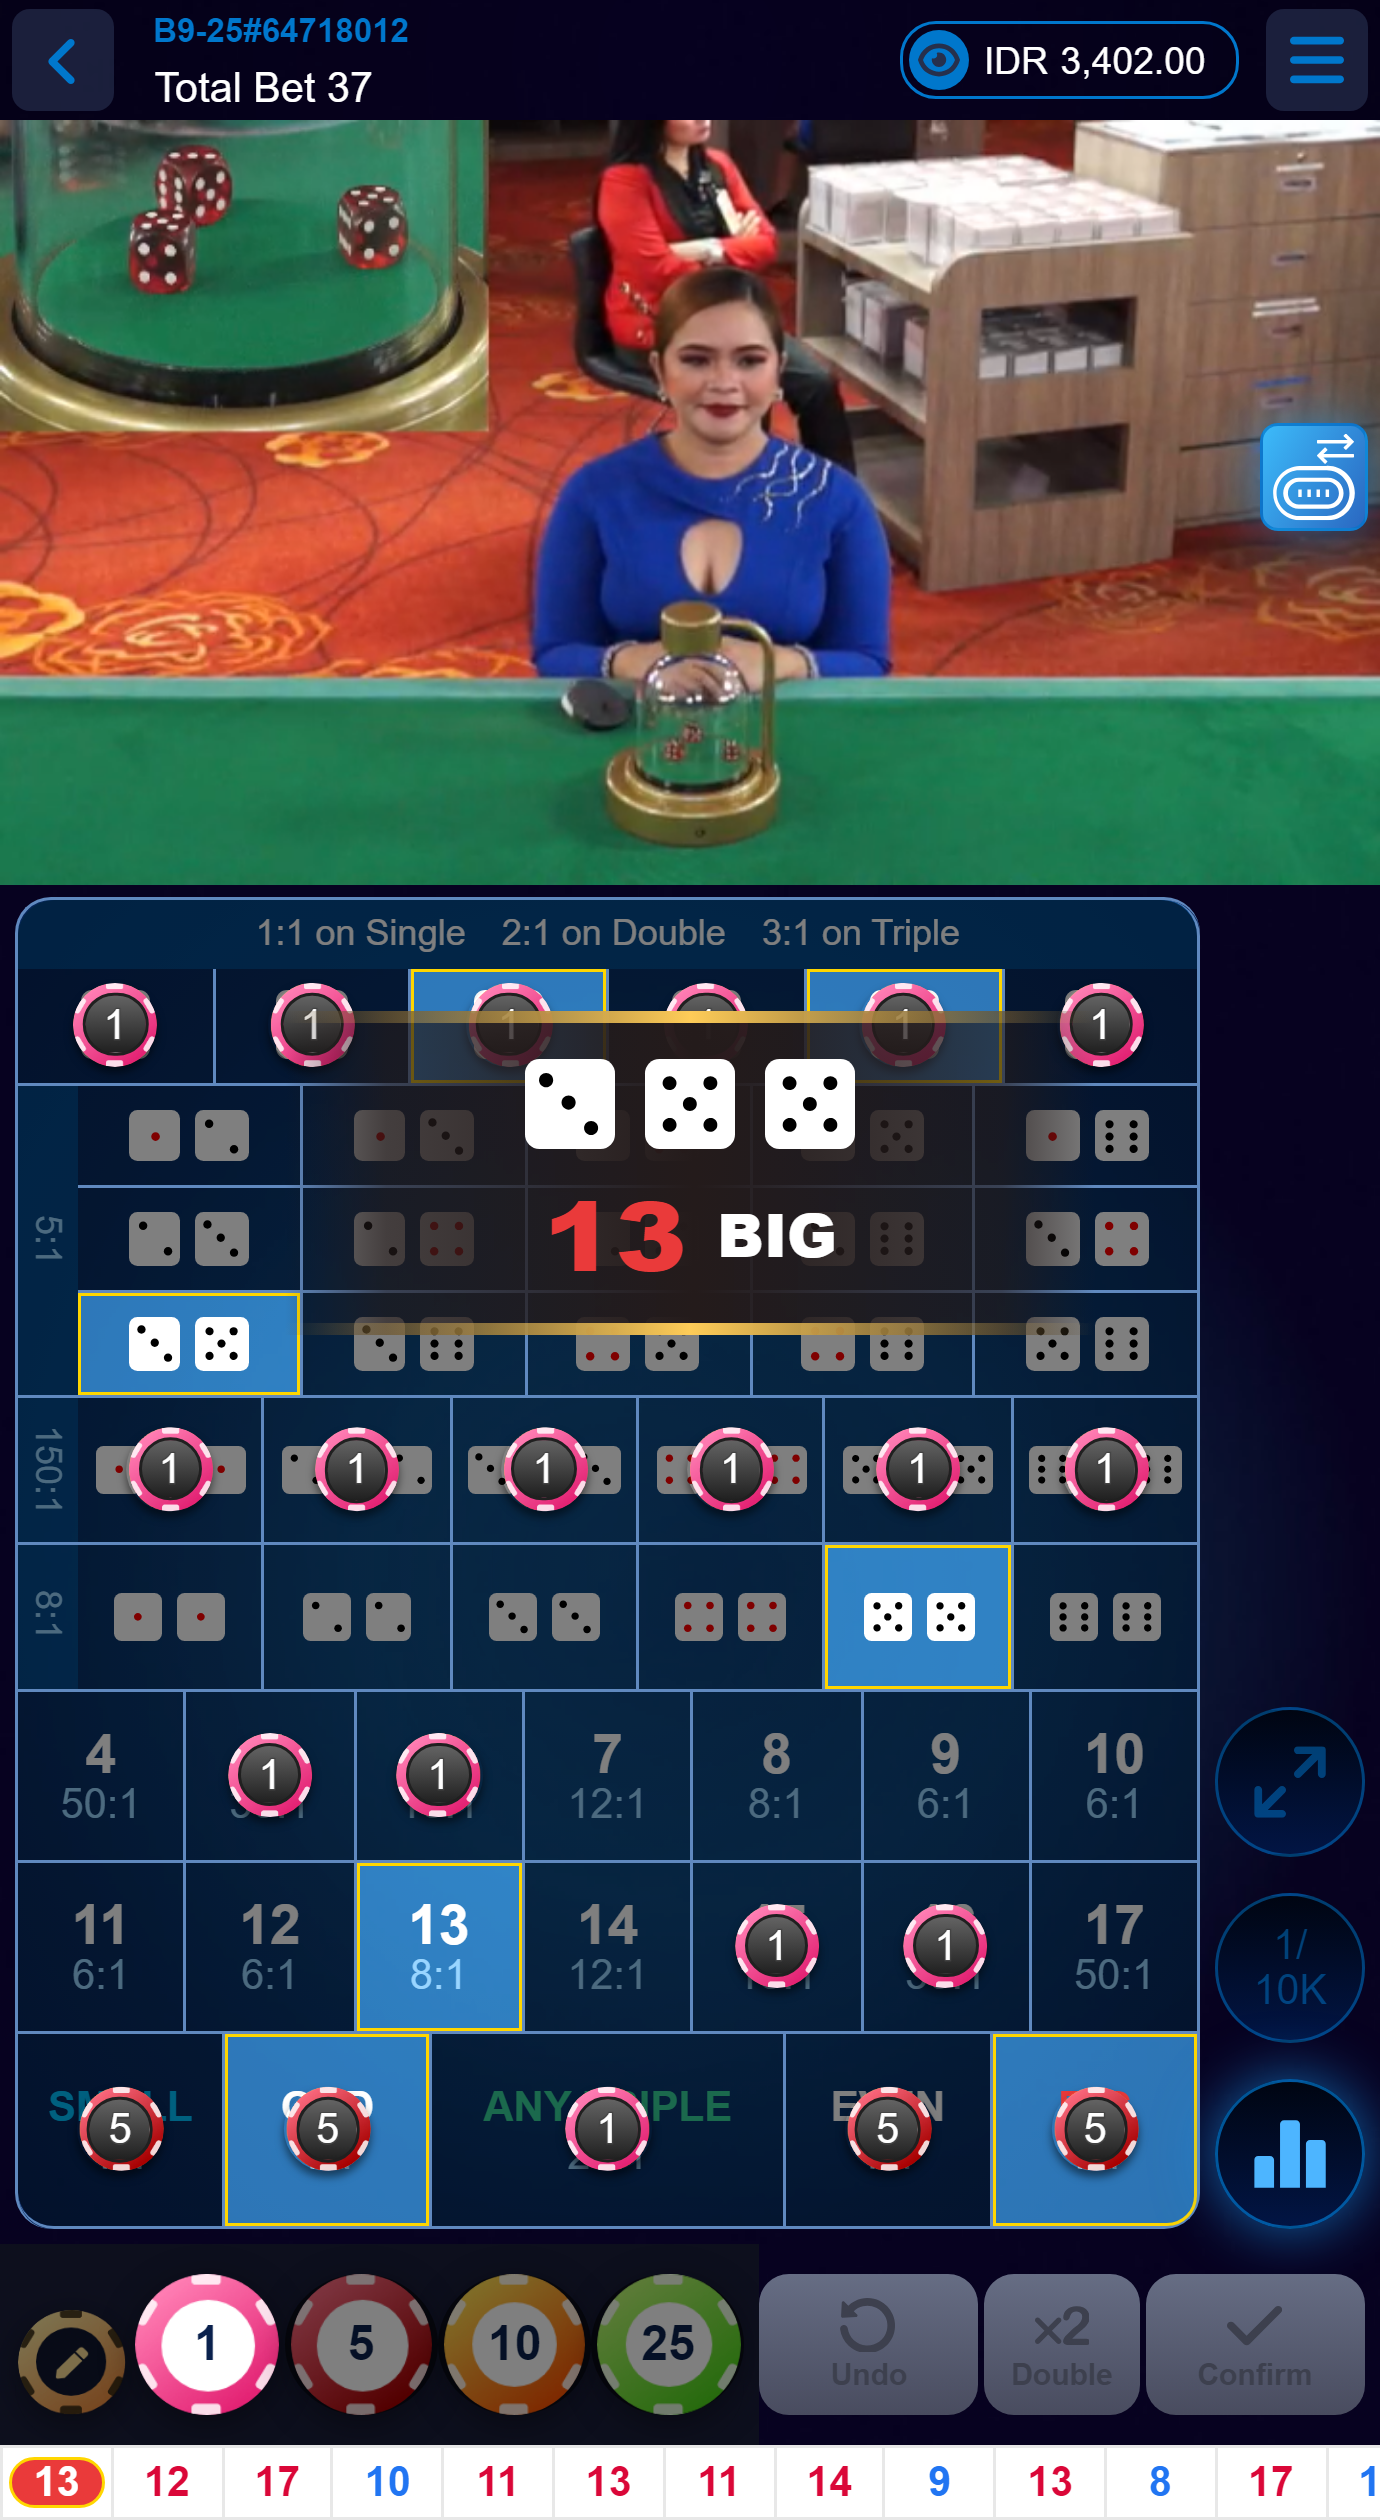 B9-25#64718012
Total Bet 37
IDR 3,402.00
1:1 on Single 2:1 on Double 3:1 on Triple
1 1 1 1 1 1
5:1
13 BIG
150:1
1 1 1 1 1 1
8:1
4 1 1 7 8 9 10
50:1 12:1 8:1 6:1 6:1
11 12 13 14 1 1 17
6:1 6:1 8:1 12:1 50:1
1/
10K
5 5 1 5 5
1 5 10 25
Undo x2 Double Confirm
13 12 17 10 11 13 11 14 9 13 8 17